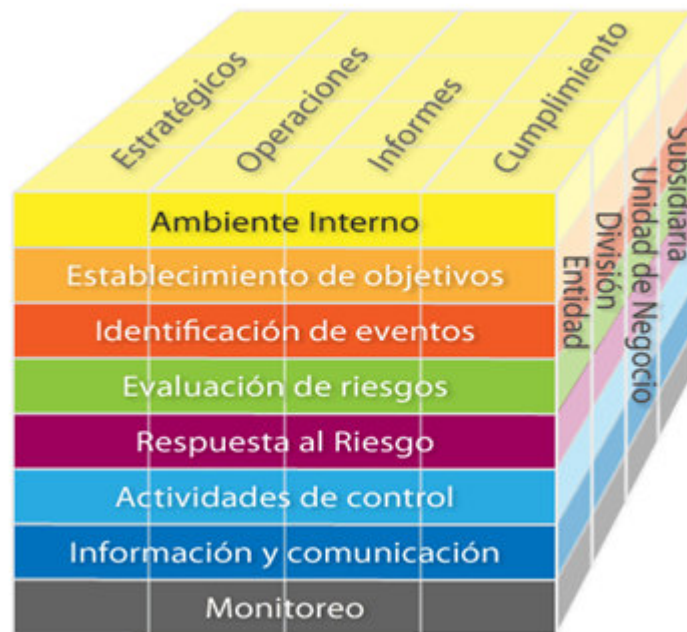 Estratégicos
Operaciones
Informes
Cumplimiento
Ambiente Interno
Establecimiento de objetivos
Identificación de eventos
Evaluación de riesgos
Respuesta al Riesgo
Actividades de control
Información y comunicación
Monitoreo
Entidad
División
Unidad de Negocio
Subsidiaria